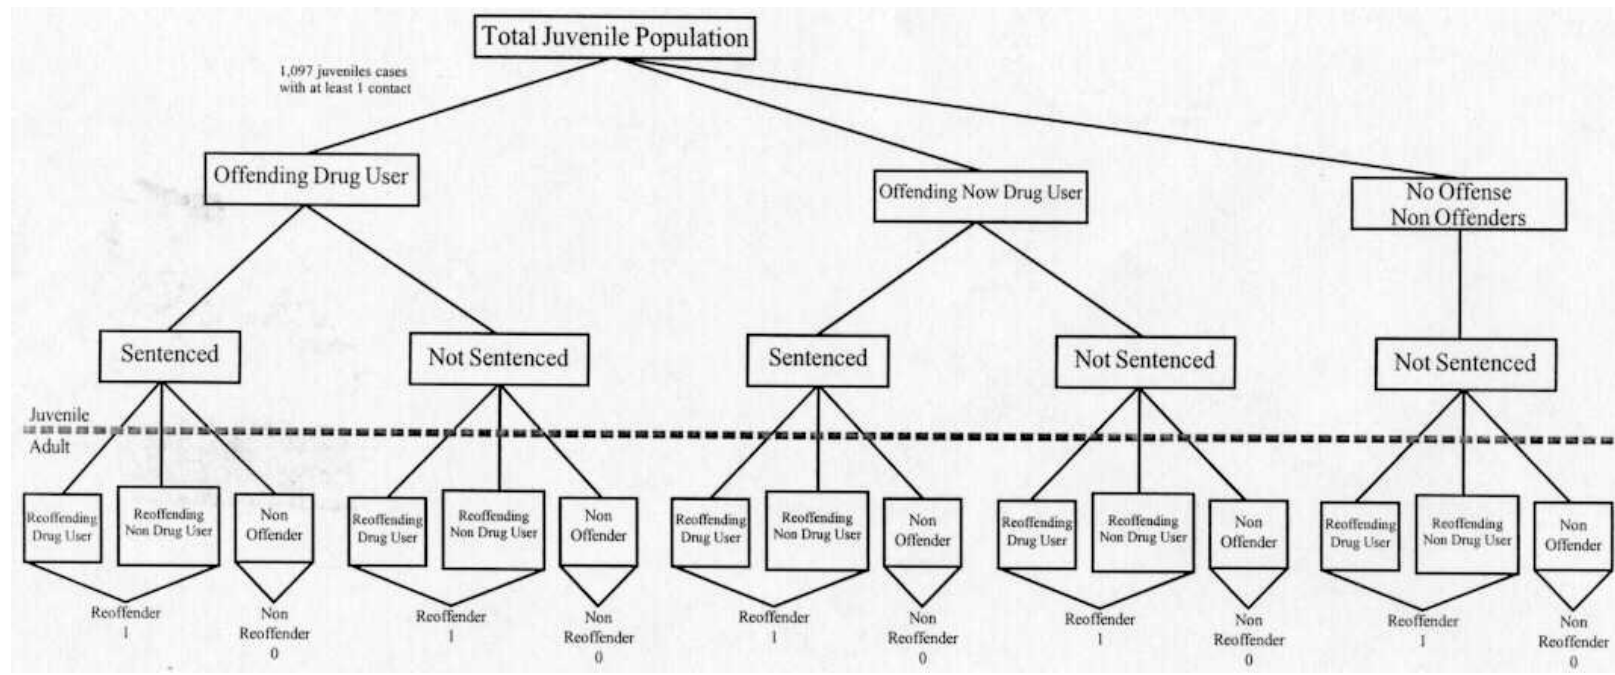 Total Juvenile Population
1,097 juveniles cases
with at least 1 contact
Offending Drug User
Offending Now Drug User
No Offense
Non Offenders
Sentenced
Not Sentenced
Sentenced
Not Sentenced
Not Sentenced
Juvenile
Adult
Reoffending
Drug User
Reoffending
Non Drug User
Non
Offender
Reoffending
Drug User
Reoffending
Non Drug User
Non
Offender
Reoffending
Drug User
Reoffending
Non Drug User
Non
Offender
Reoffending
Drug User
Reoffending
Non Drug User
Non
Offender
Reoffending
Drug User
Reoffending
Non Drug User
Non
Offender
Reoffender
1
Non
Reoffender
0
Reoffender
1
Non
Reoffender
0
Reoffender
1
Non
Reoffender
0
Reoffender
1
Non
Reoffender
0
Reoffender
1
Non
Reoffender
0